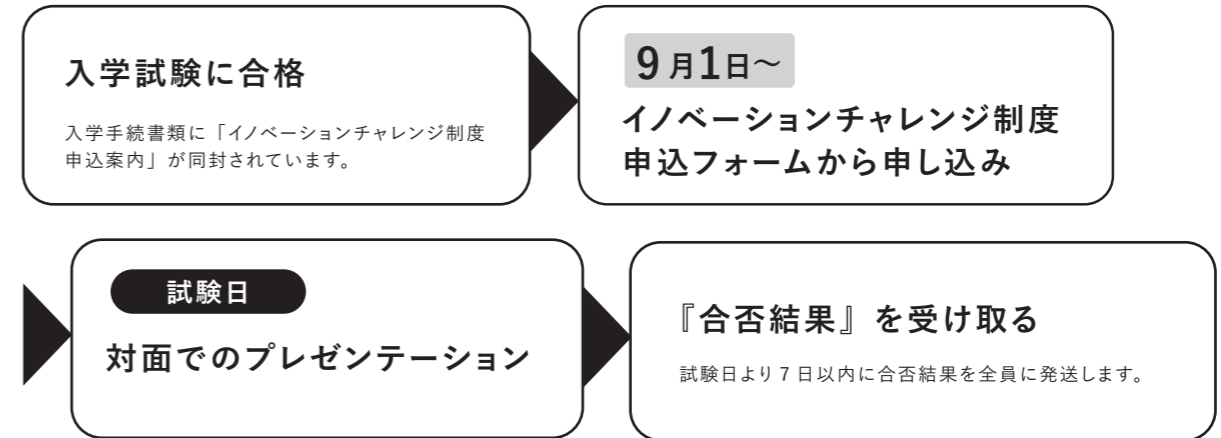 入学試験に合格
入学手続書類に「イノベーションチャレンジ制度
申込案内」が同封されています。
9月1日〜
イノベーションチャレンジ制度
申込フォームから申し込み
試験日
対面でのプレゼンテーション
『合否結果』を受け取る
試験日より7日以内に合否結果を全員に発送します。